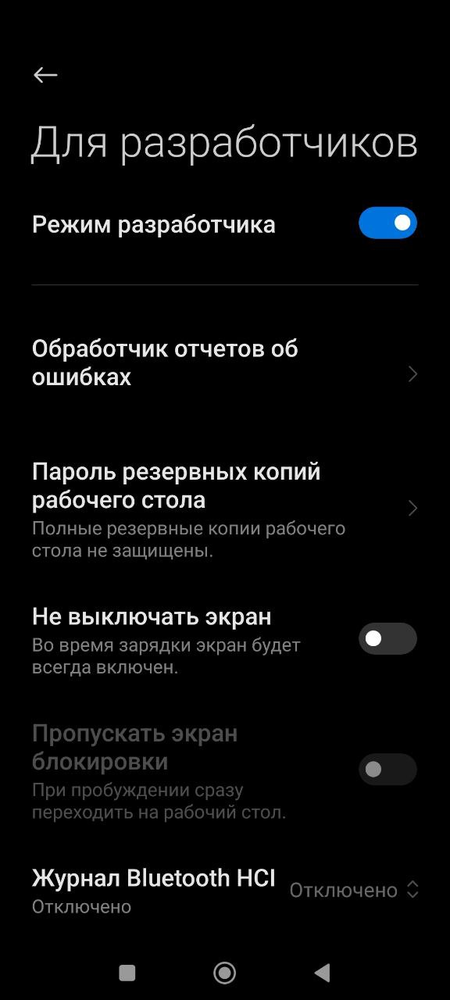 Для разработчиков
Режим разработчика
Обработчик отчетов об
ошибках
Пароль резервных копий
рабочего стола
Полные резервные копии рабочего
стола не защищены.
Не выключать экран
Во время зарядки экран будет
всегда включен.
Пропускать экран
блокировки
При пробуждении сразу
переходить на рабочий стол.
Журнал Bluetooth HCI
Отключено
Отключено